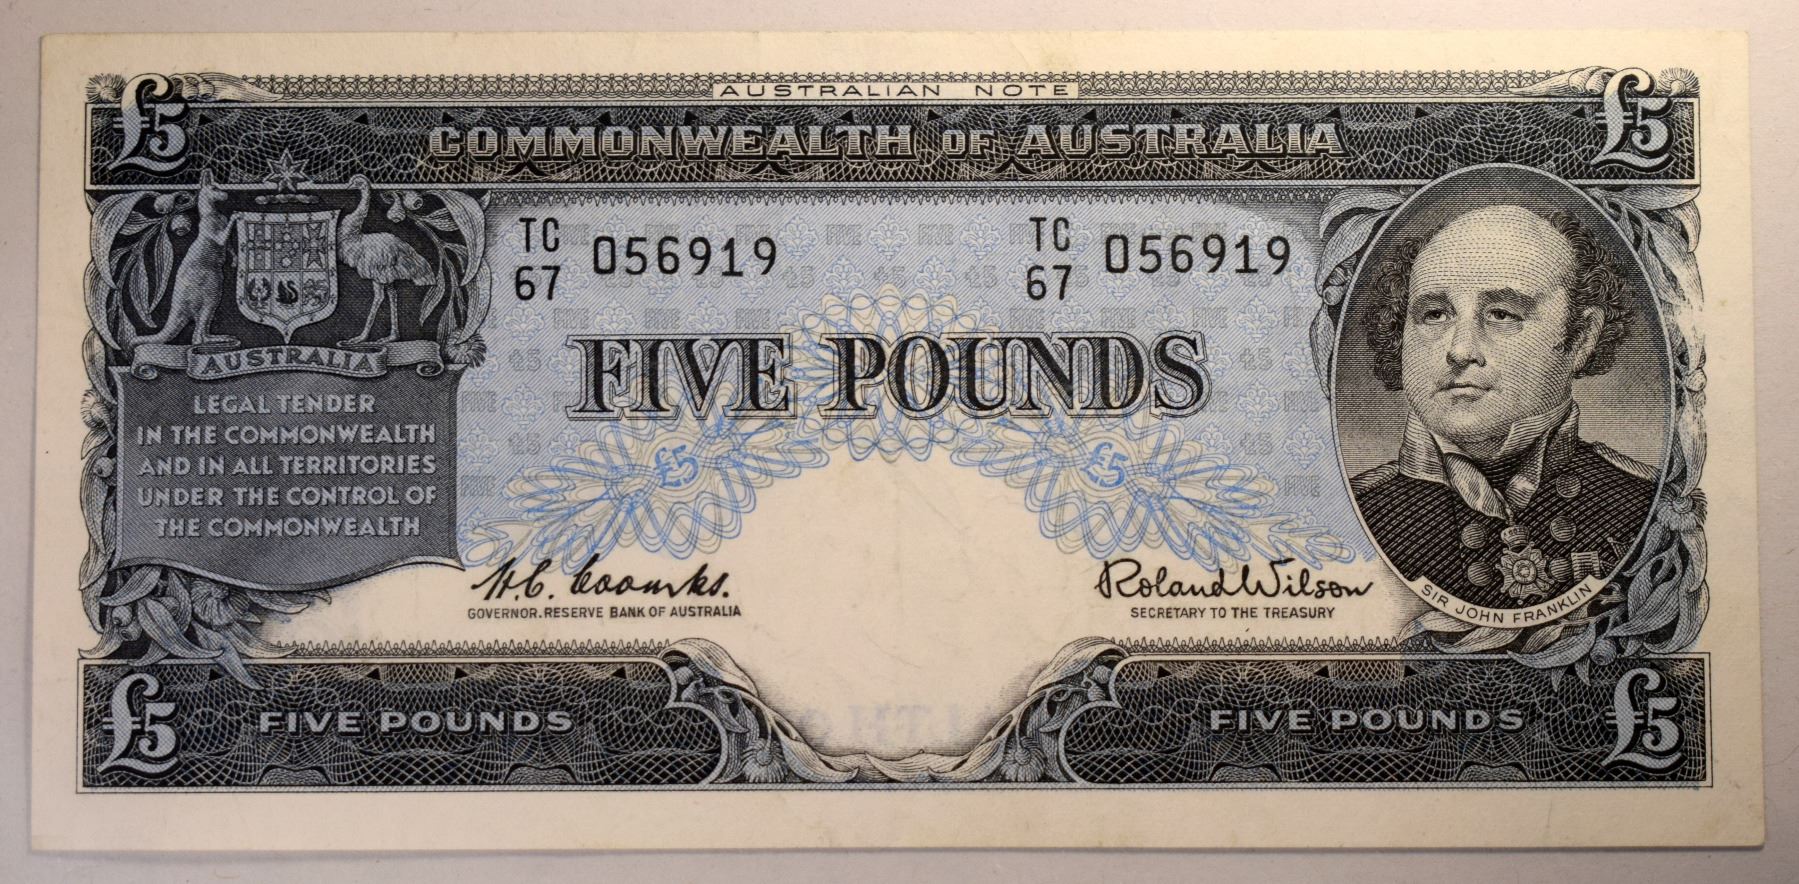 AUSTRALIAN NOTE
£5 COMMONWEALTH OF AUSTRALIA £5
TC 67 056919 TC 67 056919
AUSTRALIA
FIVE POUNDS
LEGAL TENDER
IN THE COMMONWEALTH
AND IN ALL TERRITORIES
UNDER THE CONTROL OF
THE COMMONWEALTH
£5 £5
H.C. Coombs.
GOVERNOR. RESERVE BANK OF AUSTRALIA
Roland Wilson
SECRETARY TO THE TREASURY
SIR JOHN FRANKLIN
£5 FIVE POUNDS FIVE POUNDS £5